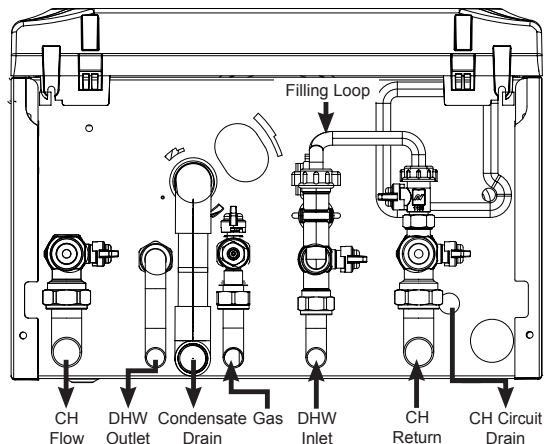 Filling Loop
CH Flow
DHW Outlet
Condensate Drain
Gas
DHW Inlet
CH Return
CH Circuit Drain